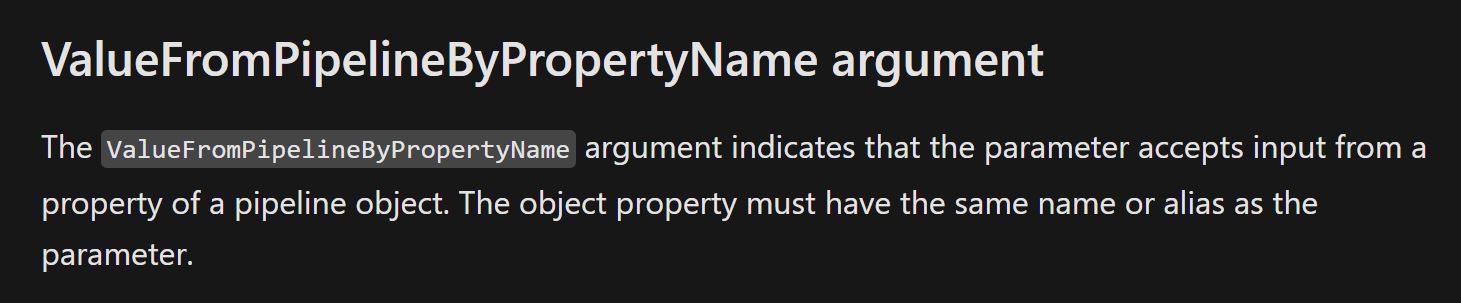 ValueFromPipelineByPropertyName argument
The ValueFromPipelineByPropertyName argument indicates that the parameter accepts input from a
property of a pipeline object. The object property must have the same name or alias as the
parameter.